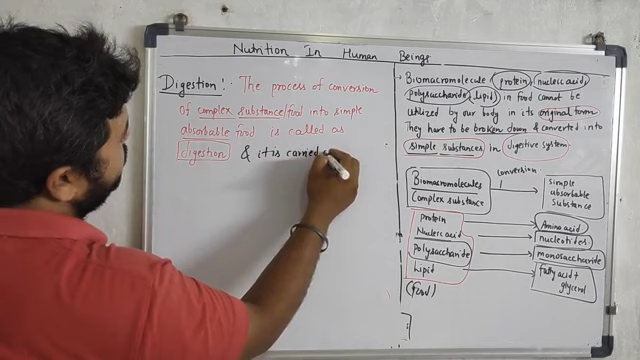 Nutrition In Human Beings
Digestion:- The process of conversion
Of complex substance/food into simple
absorbable food is called as
digestion & it is carried
Biomacromolecule protein, nucleic acid,
polysaccharide, lipid, in food cannot be
utilized by our body in its original form
They have to be broken down & converted into
simple substances in digestive system
Biomacromolecules
Complex substance
conversion
simple
absorbable
substance
protein
Nucleic acid
polysaccharide
Lipid
(food)
Amino acid
nucleotides
monosaccharide
fatty acid +
glycerol